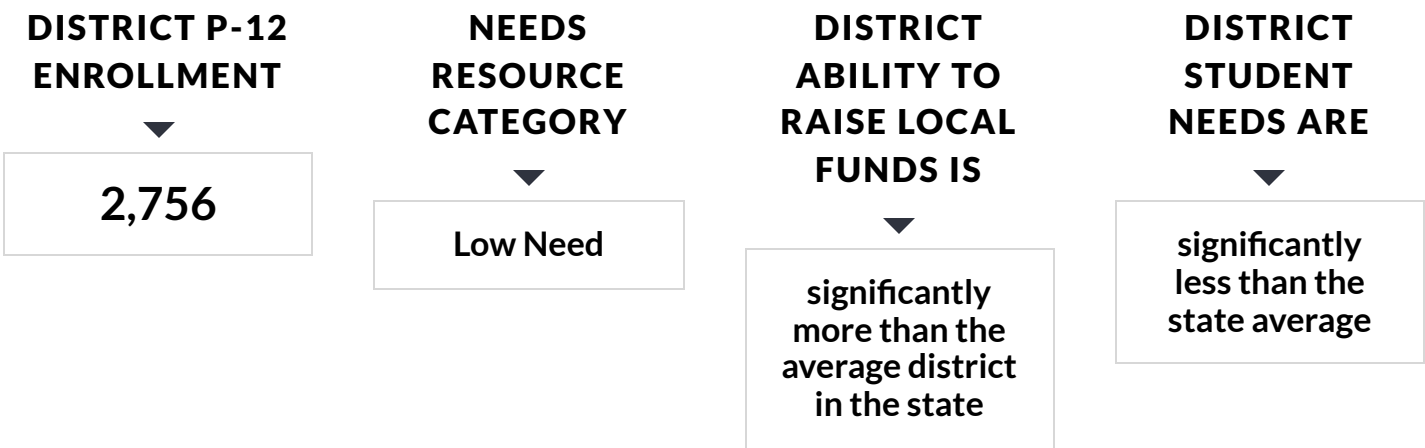 DISTRICT P-12
ENROLLMENT
2,756
NEEDS
RESOURCE
CATEGORY
Low Need
DISTRICT
ABILITY TO
RAISE LOCAL
FUNDS IS
significantly
more than the
average district
in the state
DISTRICT
STUDENT
NEEDS ARE
significantly
less than the
state average